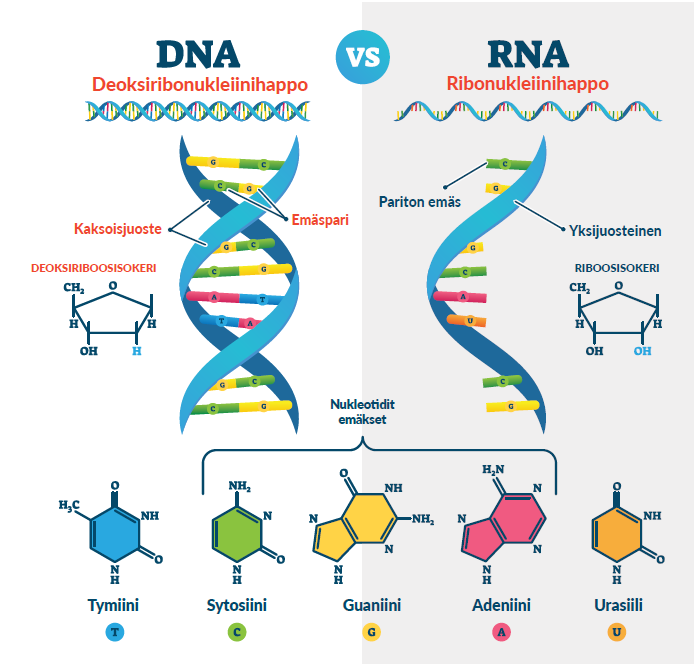 DNA
VS
RNA
Deoksiribonukleiinihappo
Ribonukleiinihappo
G C
C G
Kaksoisjuoste
Emäspari
G C
C G
A T
T A
G C
C G
DEOKSIRIBOOSISOKERI
CH2 O
H H
OH H
C
G
Pariton emäs
Yksijuosteinen
G
C
A
U
C
G
RIBOOSISOKERI
CH2 O
H H
OH OH
Nukleotidit
emäkset
O
H3C NH
O
N
H
NH2
N
O
N
H
O
NH
N NH2
N
N
H
H2N
N
N
N
N
H
O
NH
O
N
H
Tymiini Sytosiini Guaniini Adeniini Urasiili
T C G A U